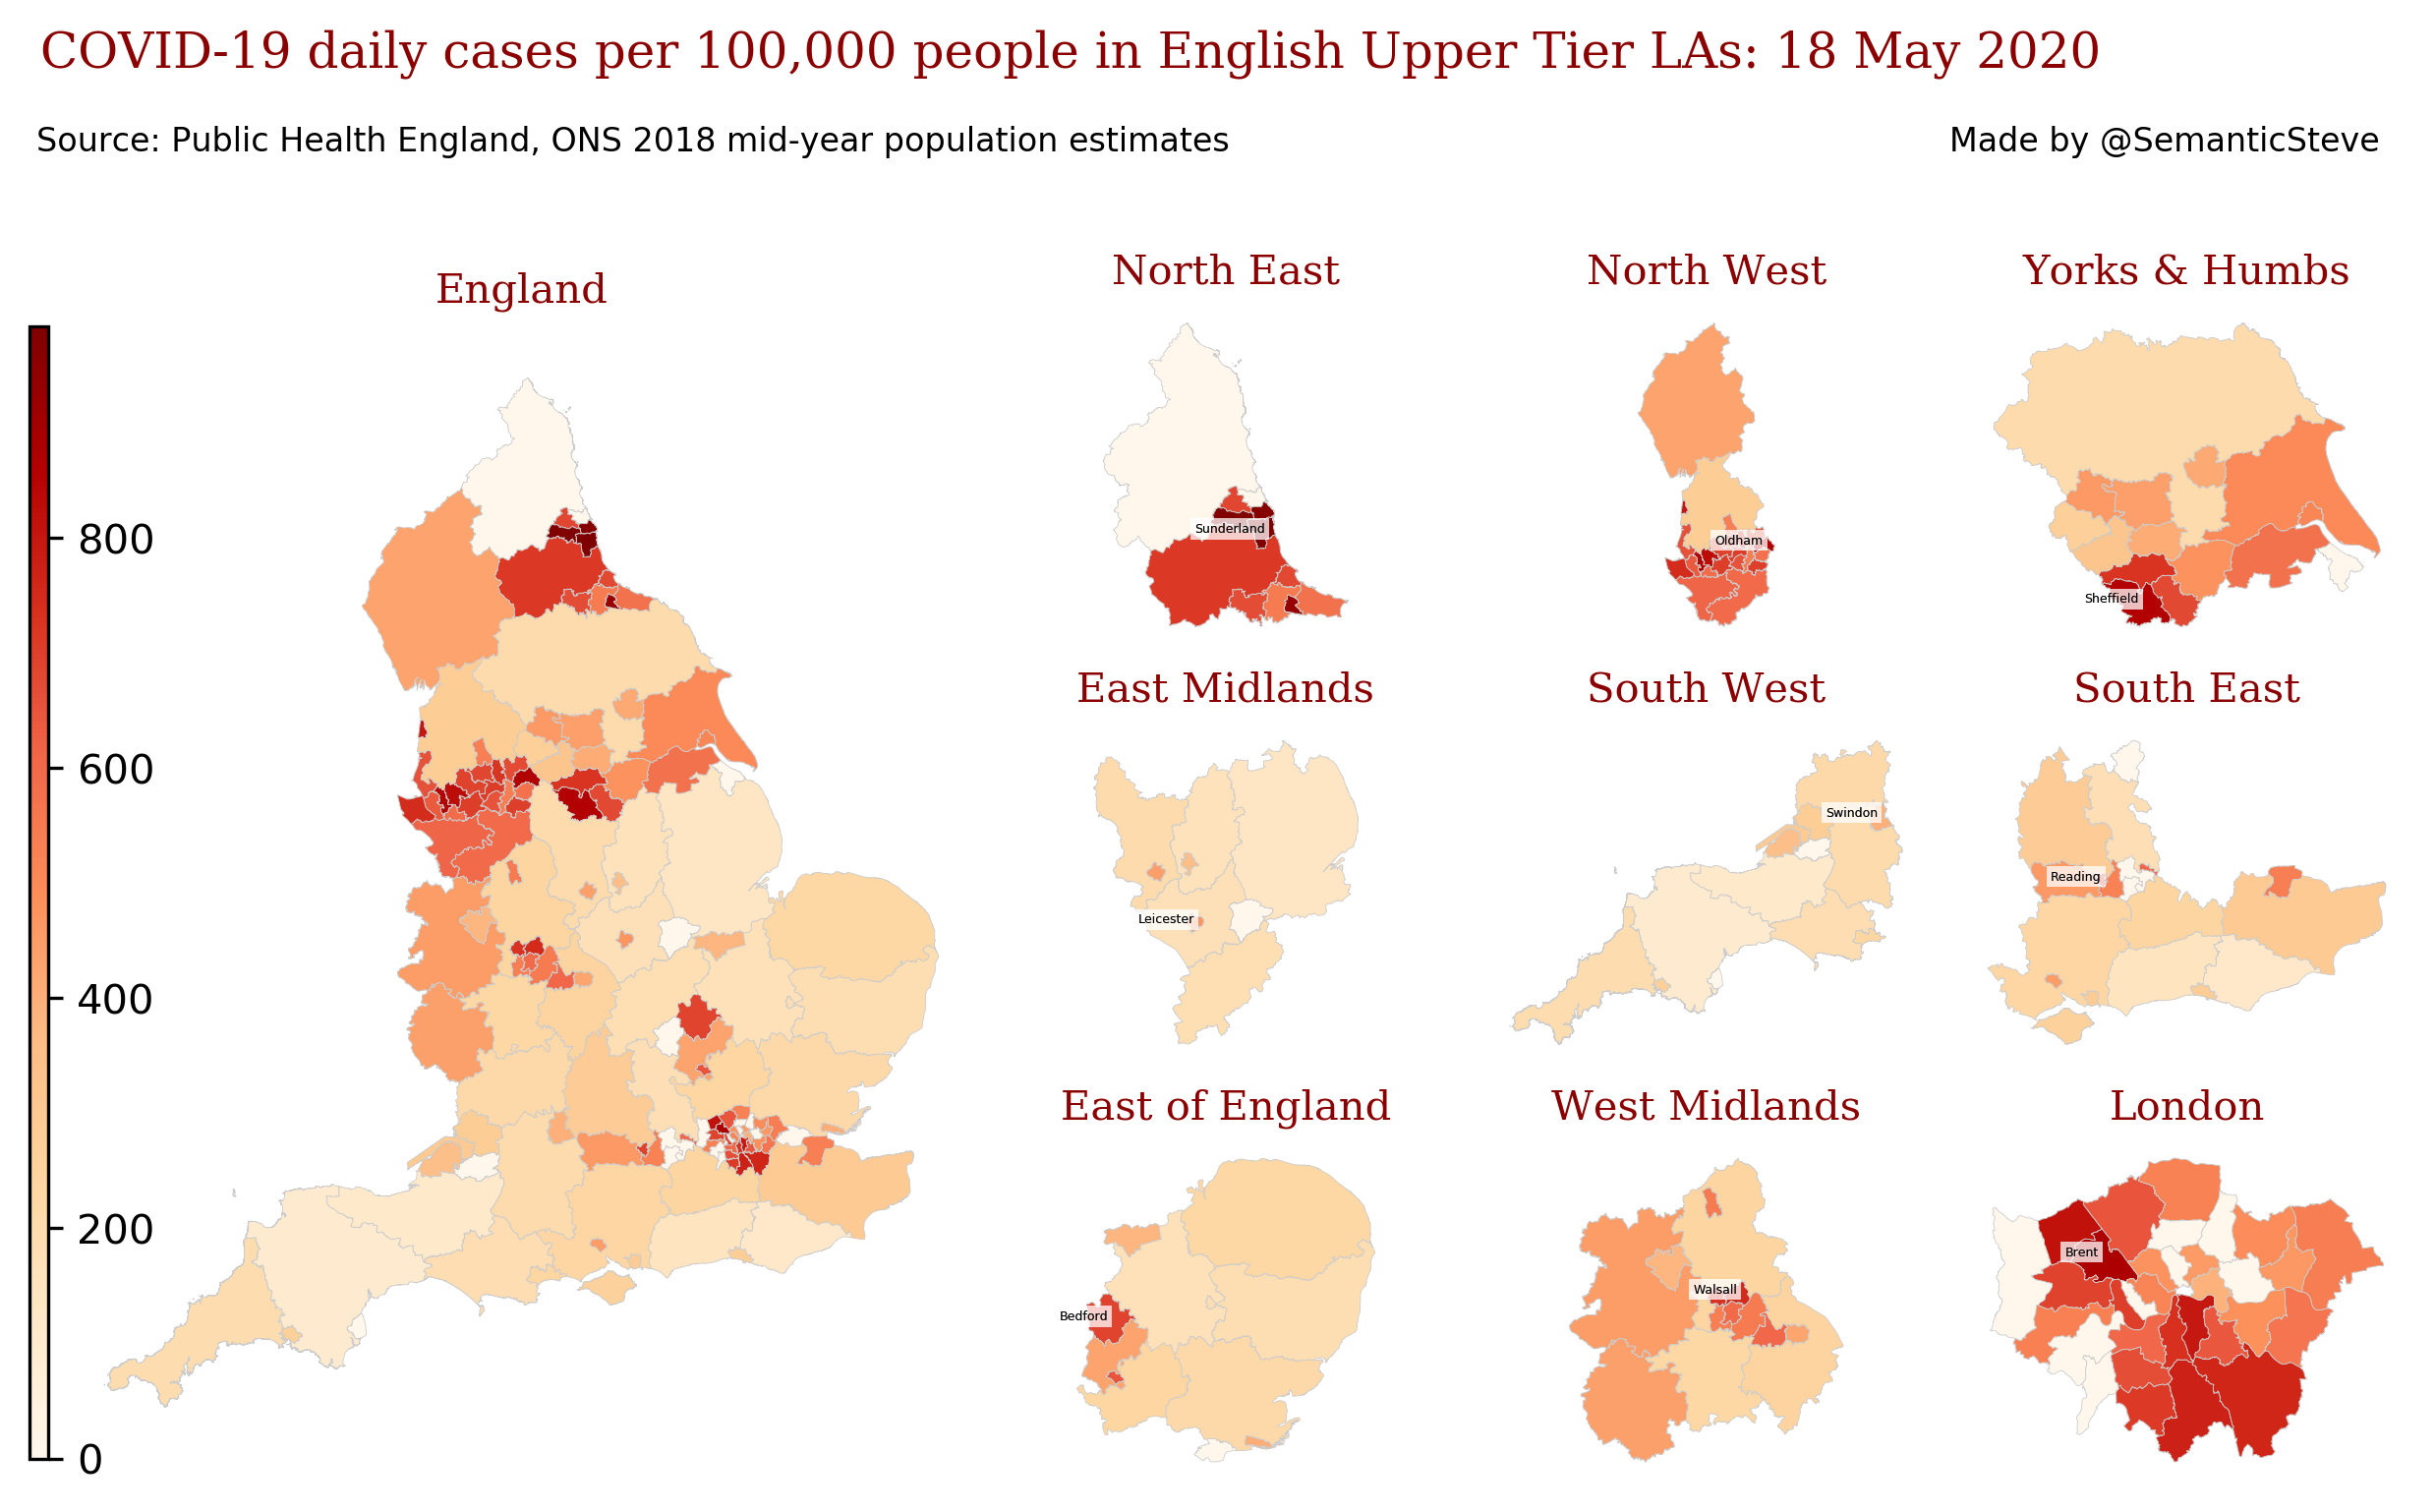 COVID-19 daily cases per 100,000 people in English Upper Tier LAs: 18 May 2020
Source: Public Health England, ONS 2018 mid-year population estimates
Made by @SemanticSteve
England
800
600
400
200
0
North East
Sunderland
North West
Oldham
Yorks & Humbs
Sheffield
East Midlands
Leicester
South West
Swindon
South East
Reading
East of England
Bedford
West Midlands
Walsall
London
Brent